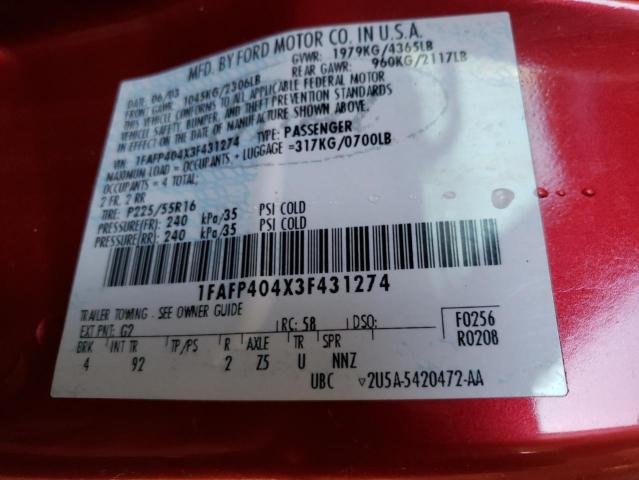 MFD. BY FORD MOTOR CO. IN U.S.A.
DATE: 06/03 GVWR: 1979KG/4365LB
FRONT GAWR: 1045KG/2306LB REAR GAWR: 960KG/2117LB
THIS VEHICLE CONFORMS TO ALL APPLICABLE FEDERAL MOTOR
VEHICLE SAFETY, BUMPER, AND THEFT PREVENTION STANDARDS
IN EFFECT ON THE DATE OF MANUFACTURE SHOWN ABOVE.
VIN: 1FAFP404X3F431274 TYPE: PASSENGER
MAXIMUM LOAD = OCCUPANTS + LUGGAGE =317KG/0700LB
OCCUPANTS = 4 TOTAL;
2 FR, 2 RR
TIRE: P225/55R16
PRESSURE(FR): 240 kPa/35 PSI COLD
PRESSURE(RR): 240 kPa/35 PSI COLD
1FAFP404X3F431274
TRAILER TOWING - SEE OWNER GUIDE
EXT PNT: G2 RC: 58 DSO: F0256
R0208
BRK INT TR TP/PS R AXLE TR SPR
4 92 2 Z5 U NNZ
UBC ▽2U5A-5420472-AA